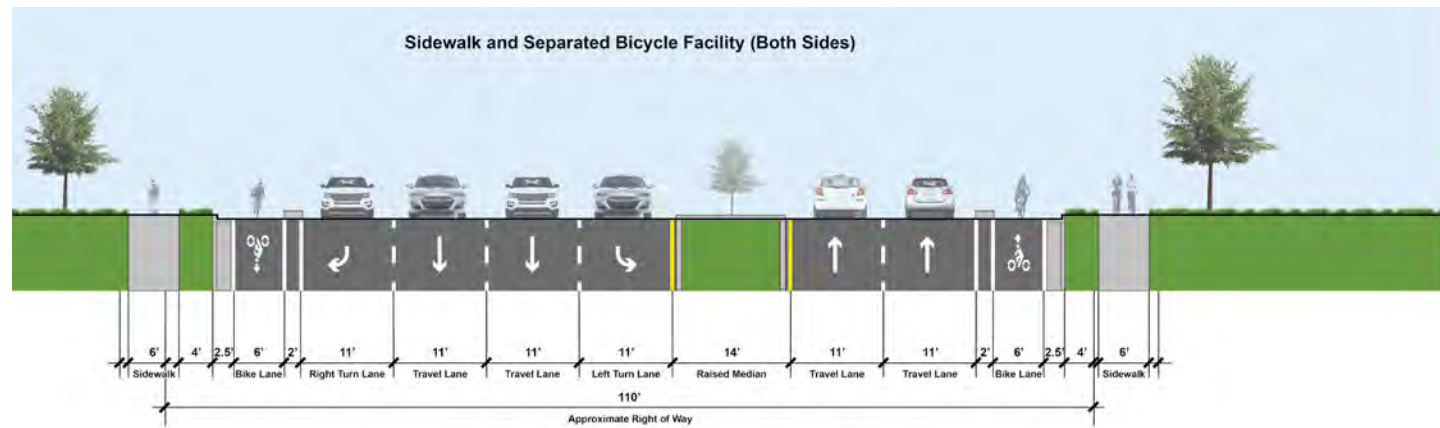 Sidewalk and Separated Bicycle Facility (Both Sides)
6' 4' 2.5' 6' 2' 11' 11' 11' 11' 14' 11' 11' 2' 6' 2.5' 4' 6'
Sidewalk Bike Lane Right Turn Lane Travel Lane Travel Lane Left Turn Lane Raised Median Travel Lane Travel Lane Bike Lane Sidewalk
110'
Approximate Right of Way